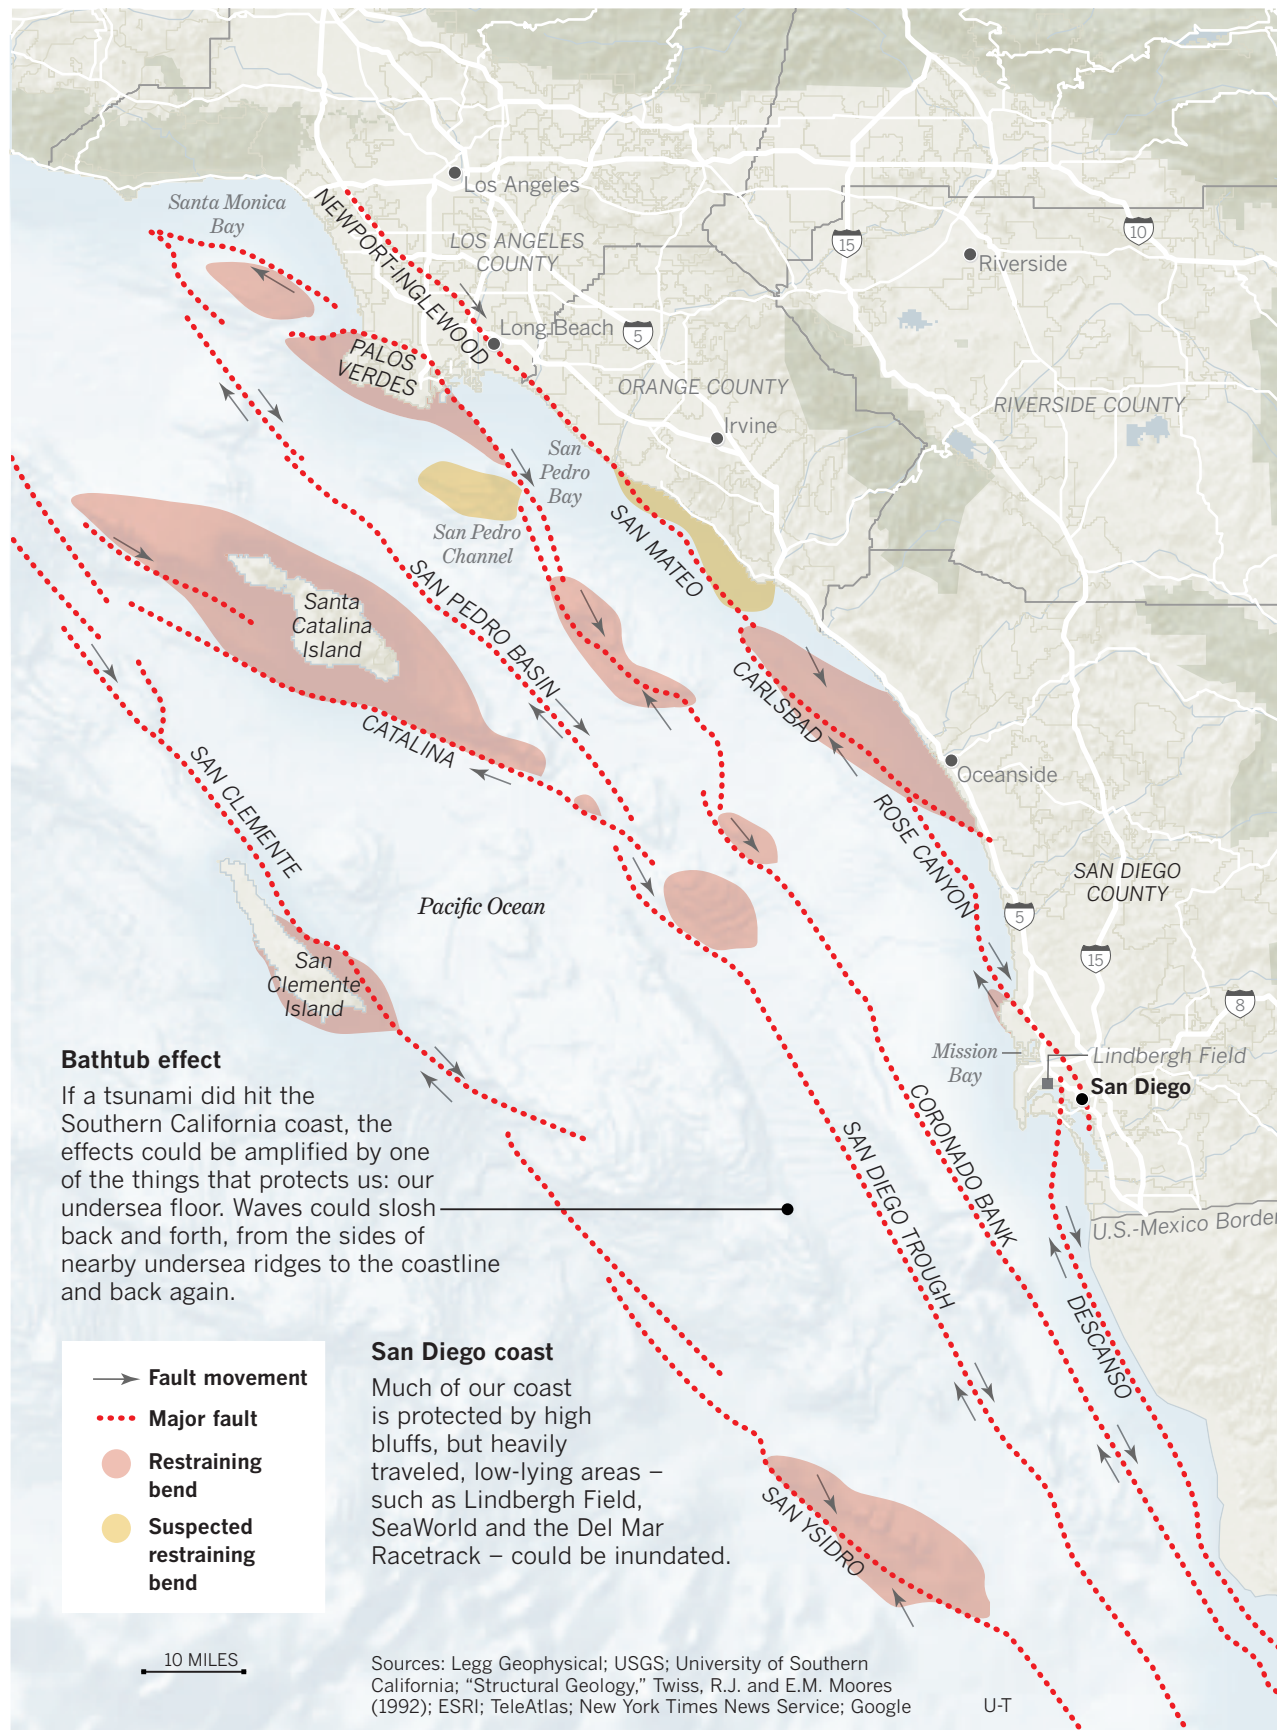 Los Angeles
Santa Monica
Bay
NEWPORT-INGLEWOOD
LOS ANGELES
COUNTY
15
10
Riverside
Long Beach
5
PALOS
VERDES
ORANGE COUNTY
RIVERSIDE COUNTY
Irvine
San
Pedro
Bay
San Pedro
Channel
SAN MATEO
Santa
Catalina
Island
SAN PEDRO BASIN
CARLSBAD
CATALINA
SAN CLEMENTE
Oceanside
ROSE CANYON
SAN DIEGO
COUNTY
Pacific Ocean
5
15
San
Clemente
Island
8
Mission
Bay
Lindbergh Field
San Diego
Bathtub effect
If a tsunami did hit the
Southern California coast, the
effects could be amplified by one
of the things that protects us: our
undersea floor. Waves could slosh
back and forth, from the sides of
nearby undersea ridges to the coastline
and back again.
CORONADO BANK
SAN DIEGO TROUGH
U.S.-Mexico Border
DESCANSO
Fault movement
Major fault
Restraining
bend
Suspected
restraining
bend
San Diego coast
Much of our coast
is protected by high
bluffs, but heavily
traveled, low-lying areas –
such as Lindbergh Field,
SeaWorld and the Del Mar
Racetrack – could be inundated.
SAN YSIDRO
10 MILES
Sources: Legg Geophysical; USGS; University of Southern
California; “Structural Geology,” Twiss, R.J. and E.M. Moores
(1992); ESRI; TeleAtlas; New York Times News Service; Google
U-T